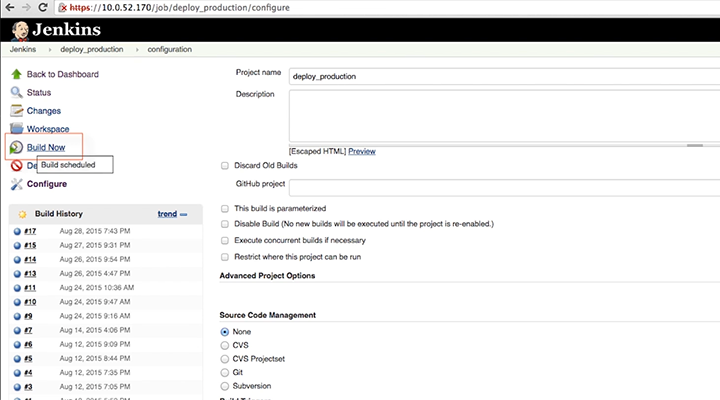 https://10.0.52.170/job/deploy_production/configure
Jenkins
Jenkins deploy_production configuration
Back to Dashboard
Status
Changes
Workspace
Build Now
Build scheduled
De
Configure
Build History trend
#17 Aug 28, 2015 7:43 PM
#15 Aug 27, 2015 9:31 PM
#14 Aug 26, 2015 9:54 PM
#13 Aug 26, 2015 4:47 PM
#11 Aug 24, 2015 10:36 AM
#10 Aug 24, 2015 9:47 AM
#9 Aug 24, 2015 9:16 AM
#7 Aug 14, 2015 4:06 PM
#6 Aug 12, 2015 9:09 PM
#5 Aug 12, 2015 8:44 PM
#4 Aug 12, 2015 7:35 PM
#3 Aug 12, 2015 7:05 PM
Project name deploy_production
Description
[Escaped HTML] Preview
Discard Old Builds
GitHub project
This build is parameterized
Disable Build (No new builds will be executed until the project is re-enabled.)
Execute concurrent builds if necessary
Restrict where this project can be run
Advanced Project Options
Source Code Management
None
CVS
CVS Projectset
Git
Subversion